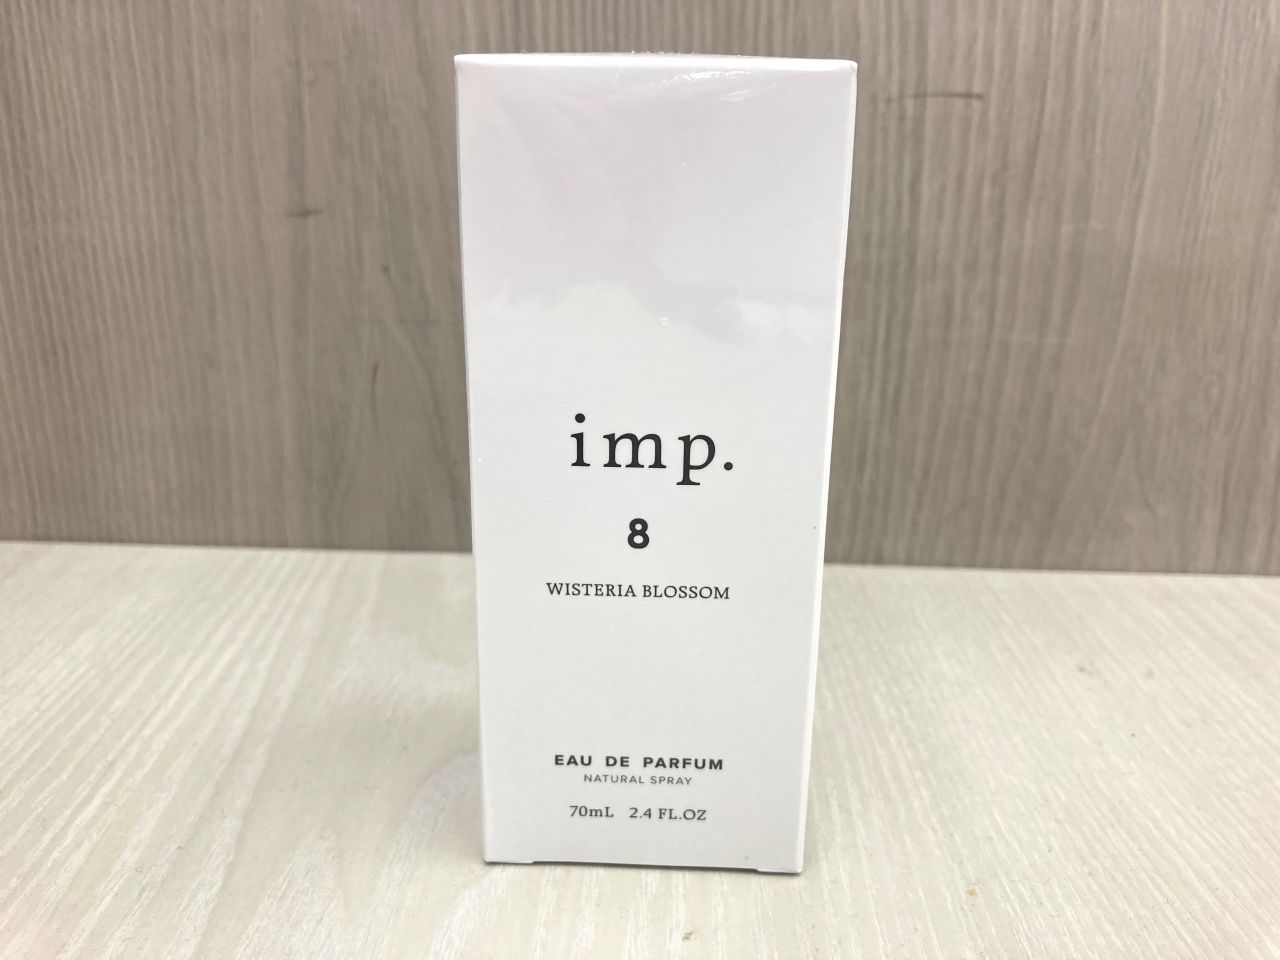 imp.
8
WISTERIA BLOSSOM
EAU DE PARFUM
NATURAL SPRAY
70mL 2.4 FL.OZ